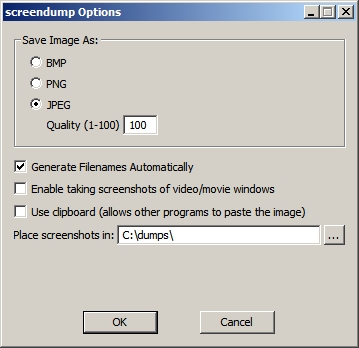 screendump Options
Save Image As:
BMP
PNG
JPEG
Quality (1-100) 100
Generate Filenames Automatically
Enable taking screenshots of video/movie windows
Use clipboard (allows other programs to paste the image)
Place screenshots in: C:\dumps\ ...
OK Cancel